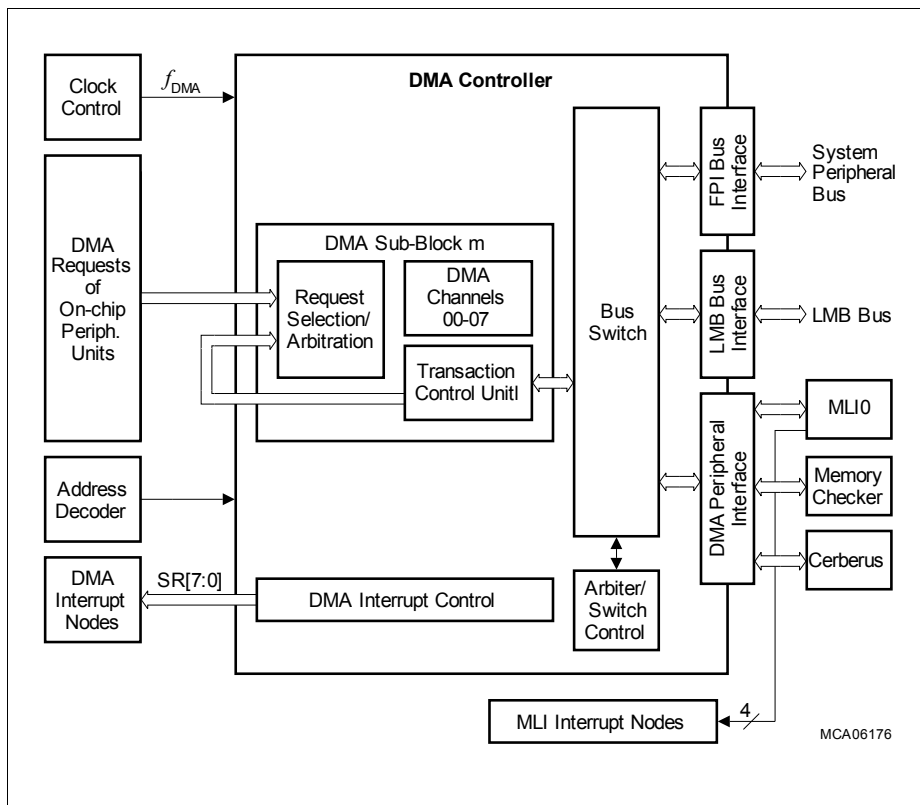 Clock
Control
fDMA
DMA Controller
DMA
Requests
of
On-chip
Periph.
Units
DMA Sub-Block m
Request
Selection/
Arbitration
DMA
Channels
00-07
Transaction
Control UnitI
Bus
Switch
FPI Bus
Interface
System
Peripheral
Bus
LMB Bus
Interface
LMB Bus
DMA Peripheral
Interface
MLI0
Memory
Checker
Cerberus
Address
Decoder
DMA
Interrupt
Nodes
SR[7:0]
DMA Interrupt Control
Arbiter/
Switch
Control
MLI Interrupt Nodes
4
MCA06176